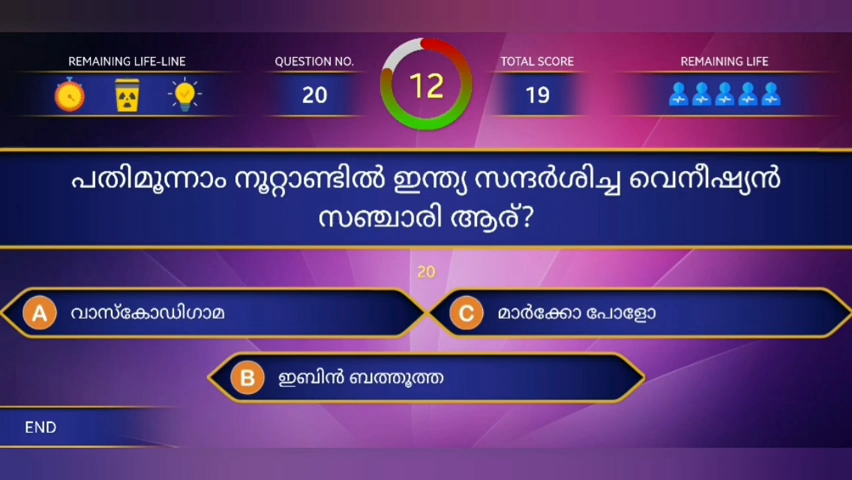 REMAINING LIFE-LINE
QUESTION NO.
20
12
TOTAL SCORE
19
REMAINING LIFE
പതിമൂന്നാം നൂറ്റാണ്ടിൽ ഇന്ത്യ സന്ദർശിച്ച വെനീഷ്യൻ
സഞ്ചാരി ആര്?
20
A വാസ്കോഡിഗാമ
C മാർക്കോ പോളോ
B ഇബിൻ ബത്തൂത്ത
END